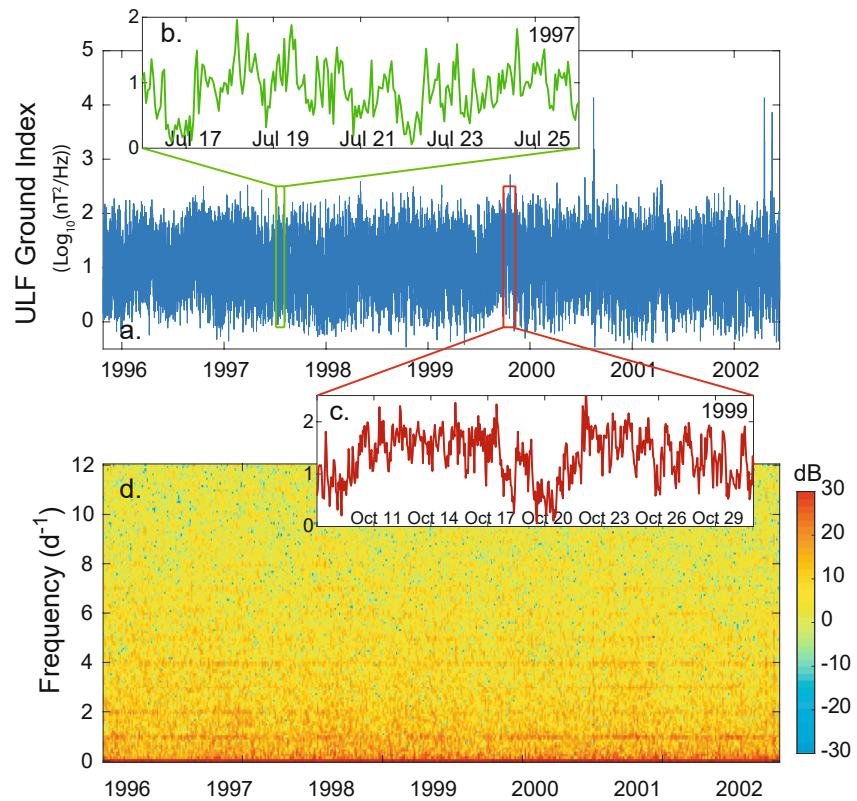 b.
1997
2
1
0
Jul 17 Jul 19 Jul 21 Jul 23 Jul 25
ULF Ground Index
(Log10(nT²/Hz))
5
4
3
2
1
0
a.
1996 1997 1998 1999 2000 2001 2002
c.
1999
2
1
0
Oct 11 Oct 14 Oct 17 Oct 20 Oct 23 Oct 26 Oct 29
d.
Frequency (d-1)
12
10
8
6
4
2
0
1996 1997 1998 1999 2000 2001 2002
dB
30
20
10
0
-10
-20
-30